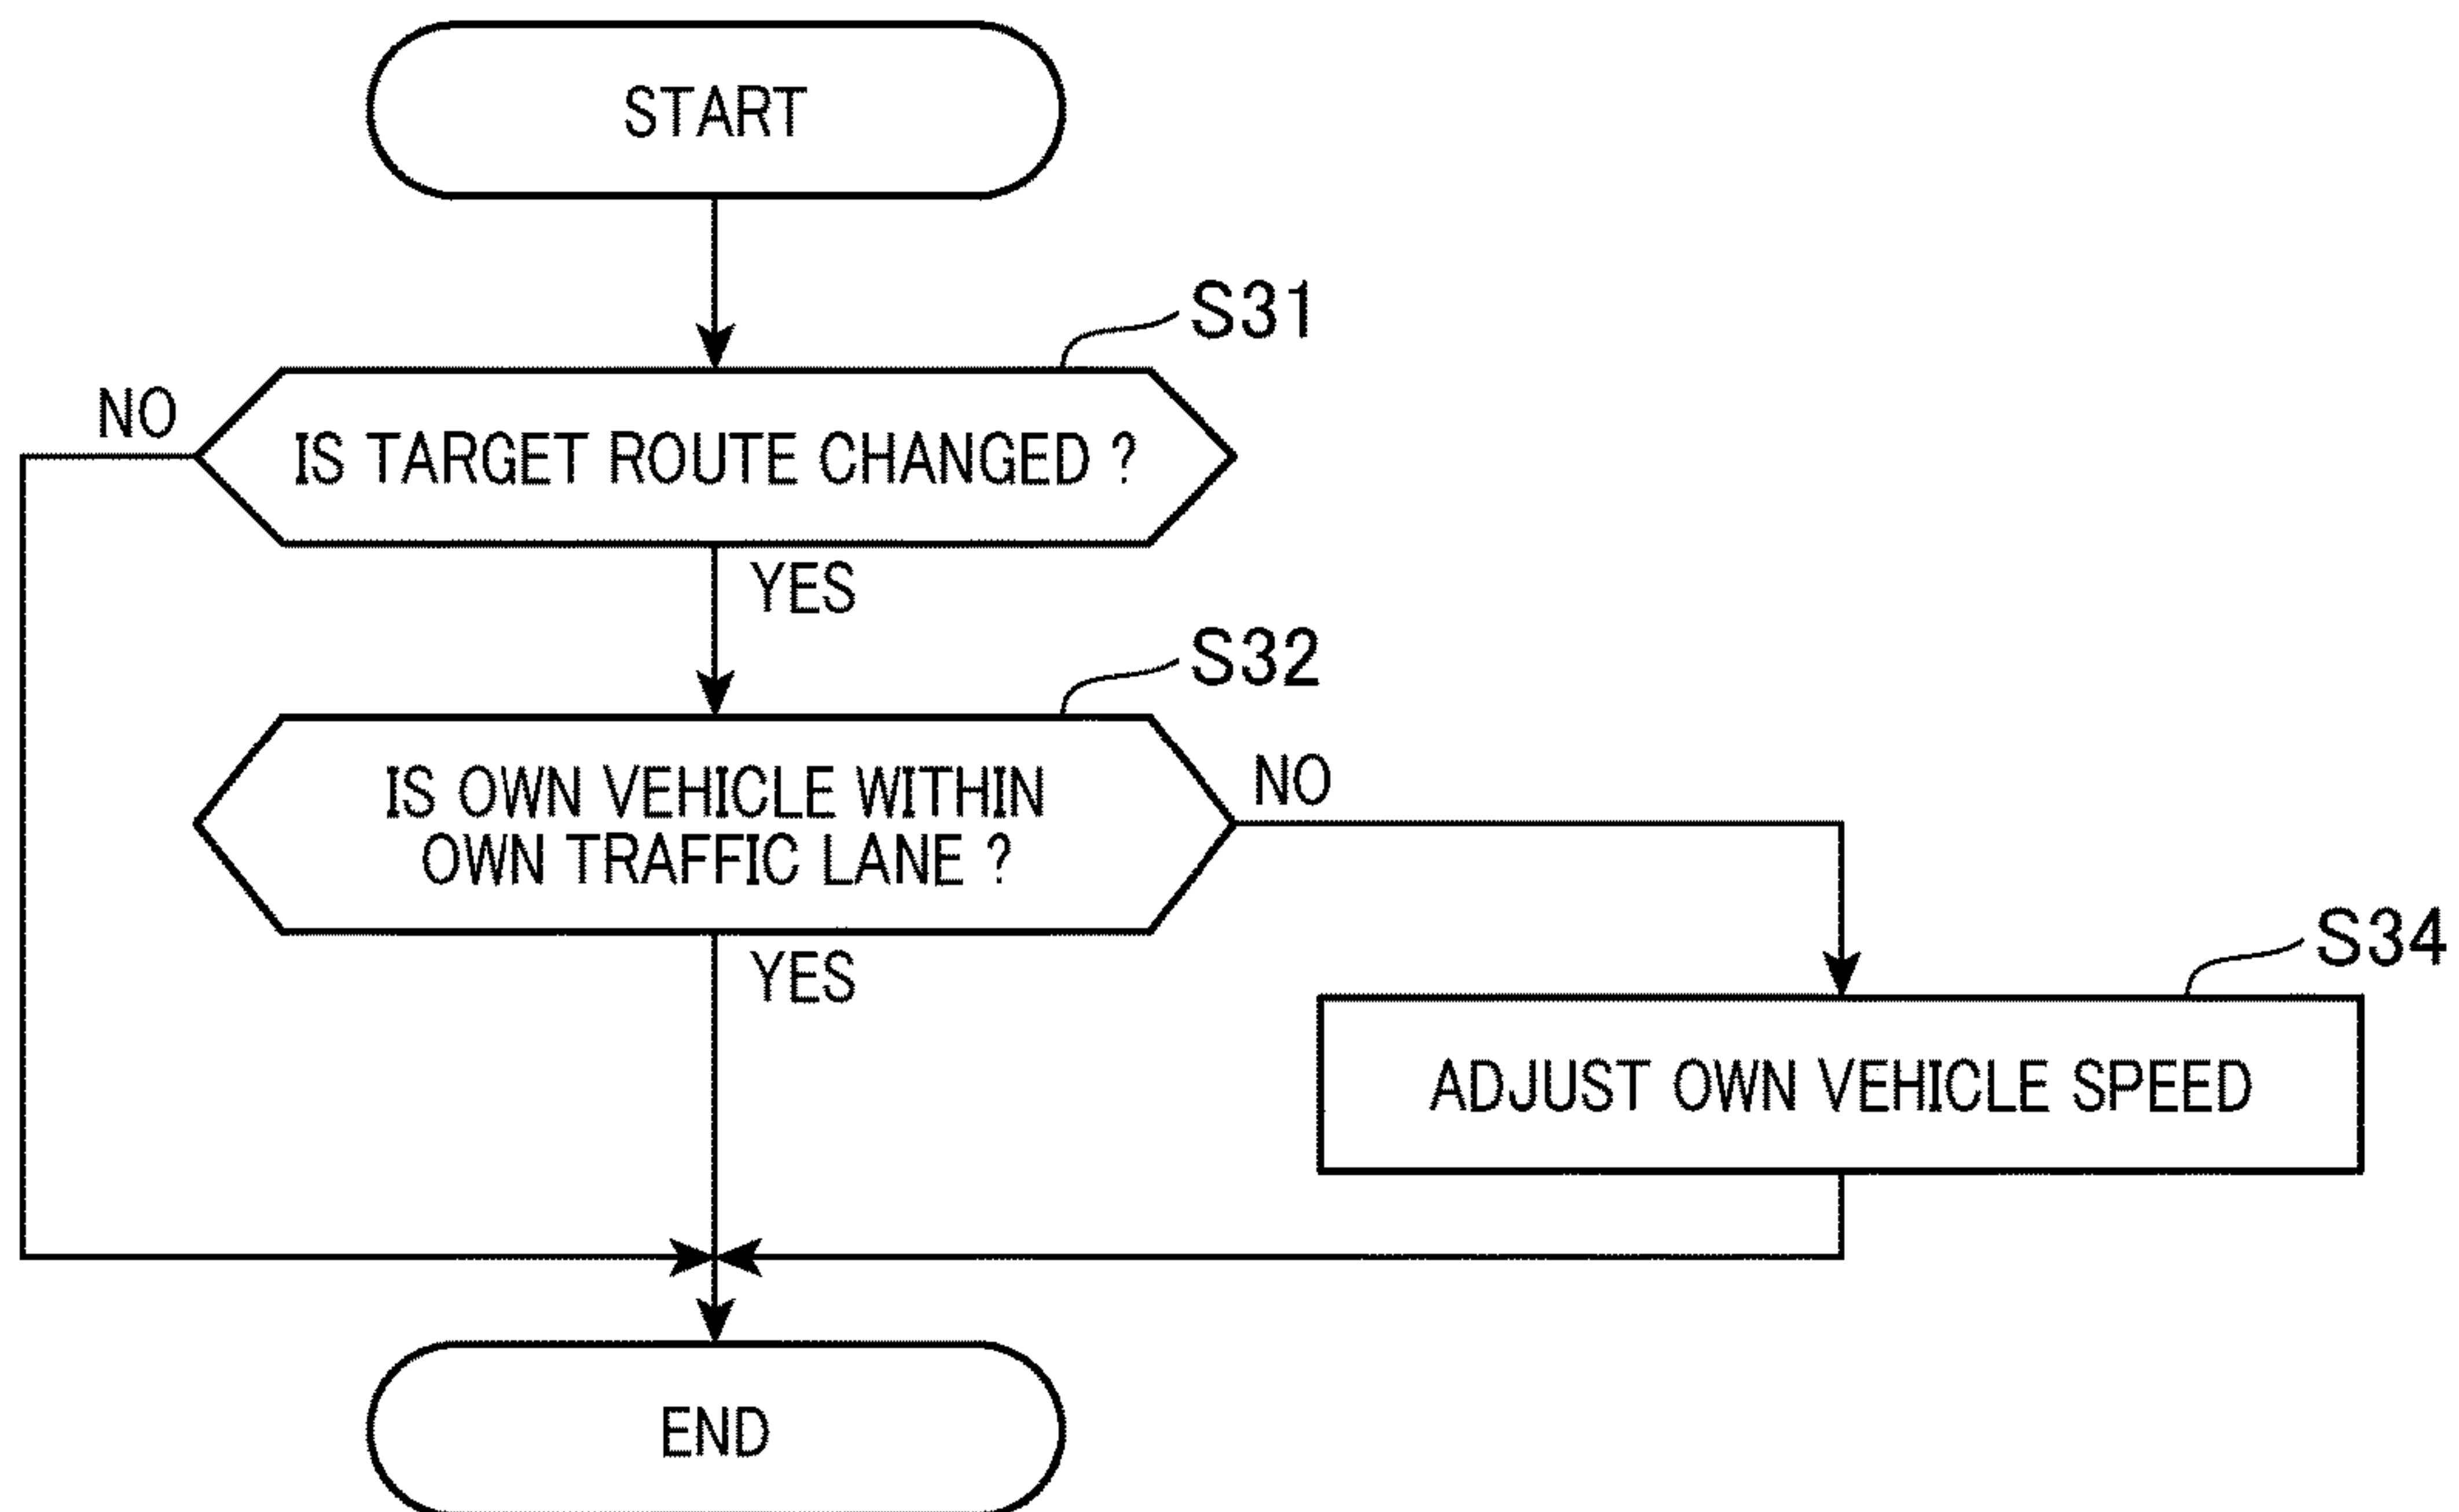 START
S31
NO
IS TARGET ROUTE CHANGED ?
YES
S32
IS OWN VEHICLE WITHIN
OWN TRAFFIC LANE ?
NO
YES
S34
ADJUST OWN VEHICLE SPEED
END